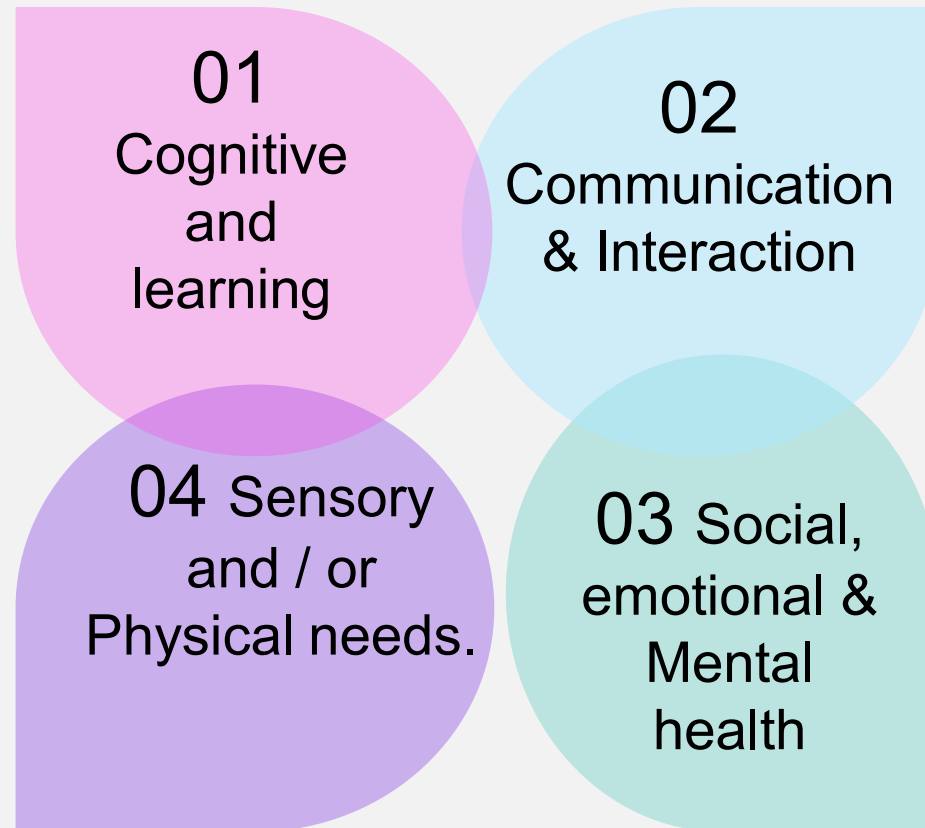 01
Cognitive
and
learning
02
Communication
& Interaction
03 Social,
emotional &
Mental
health
04 Sensory
and / or
Physical needs.